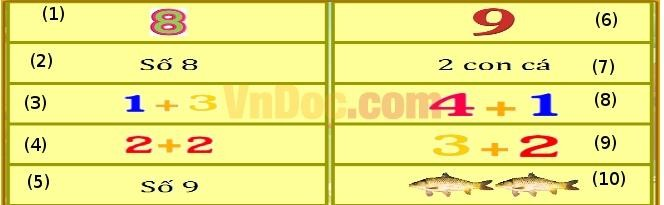 (1) 8 9 (6)
(2) Số 8 2 con cá (7)
(3) 1 + 3 4 + 1 (8)
VnDoc.com
(4) 2 + 2 3 + 2 (9)
(5) Số 9 (10)